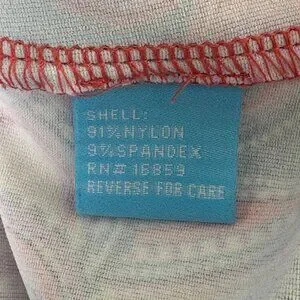 SHELL:
91% NYLON
9% SPANDEX
RN# 16859
REVERSE FOR CARE